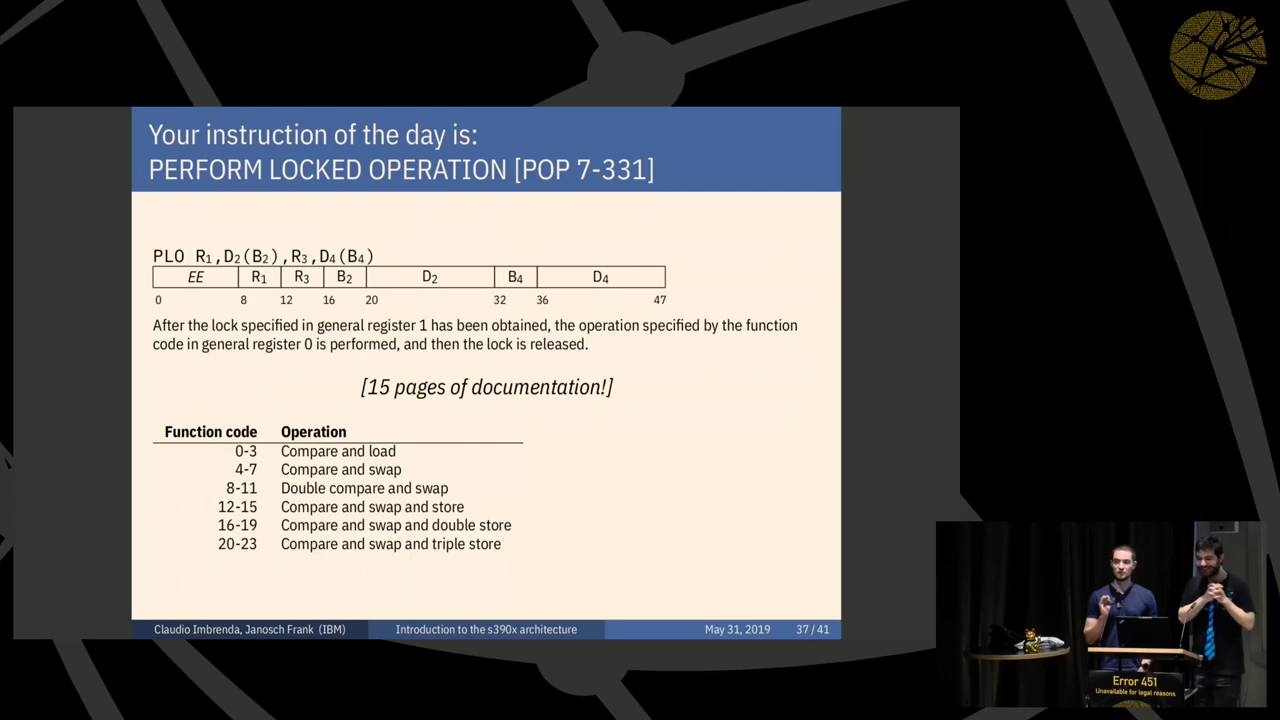 Your instruction of the day is:
PERFORM LOCKED OPERATION [POP 7-331]
PLO R1,D2(B2),R3,D4(B4)
EE R1 R3 B2 D2 B4 D4
0 8 12 16 20 32 36 47
After the lock specified in general register 1 has been obtained, the operation specified by the function
code in general register 0 is performed, and then the lock is released.
[15 pages of documentation!]
Function code Operation
0-3 Compare and load
4-7 Compare and swap
8-11 Double compare and swap
12-15 Compare and swap and store
16-19 Compare and swap and double store
20-23 Compare and swap and triple store
Claudio Imbrenda, Janosch Frank (IBM) Introduction to the s390x architecture May 31, 2019 37 / 41
Error 451
Unavailable for legal reasons